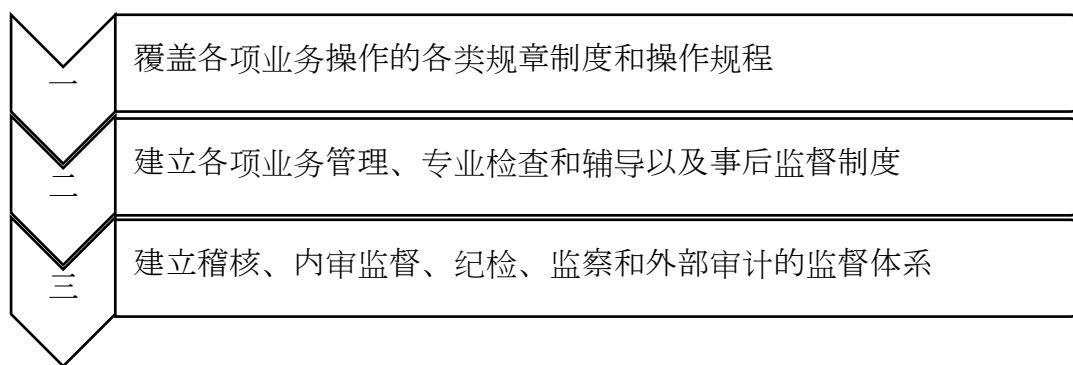 一
覆盖各项业务操作的各类规章制度和操作规程
二
建立各项业务管理、专业检查和辅导以及事后监督制度
三
建立稽核、内审监督、纪检、监察和外部审计的监督体系